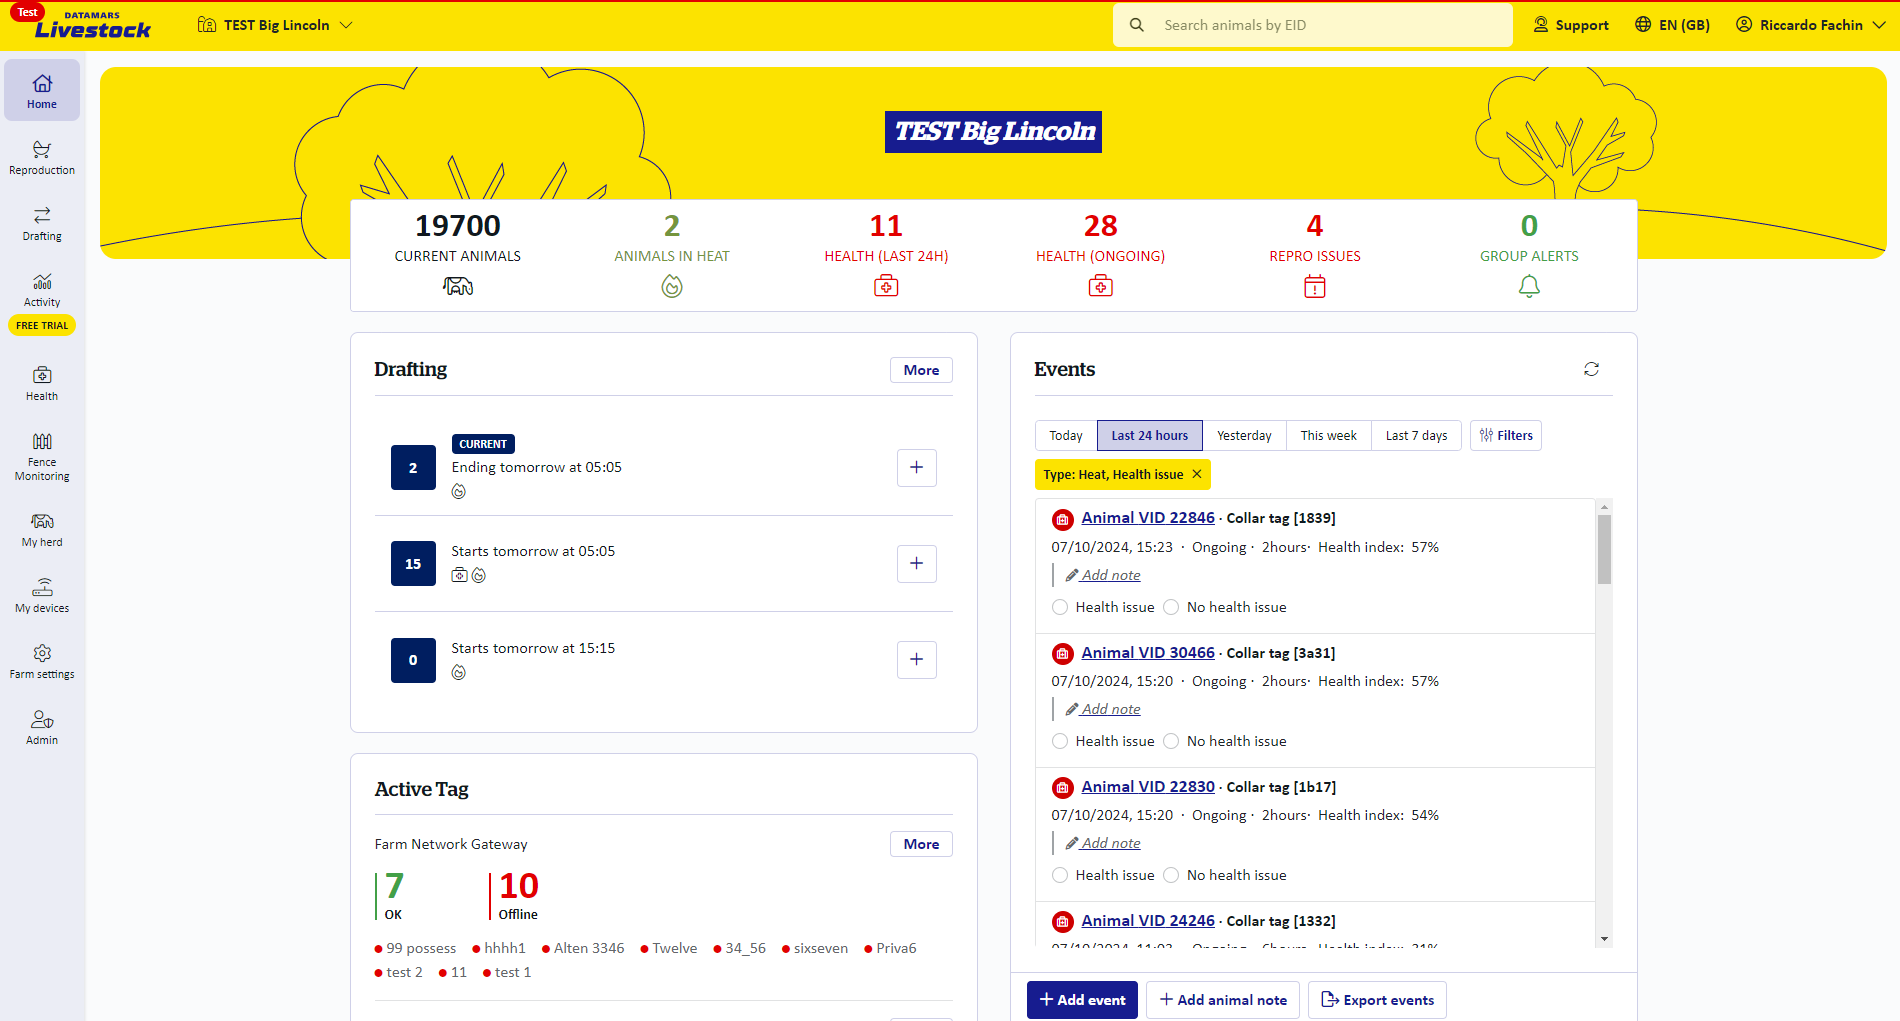 Test
DATAMARS
Livestock
TEST Big Lincoln
Search animals by EID
Support
EN (GB)
Riccardo Fachin
Home
Reproduction
Drafting
Activity
FREE TRIAL
Health
Fence
Monitoring
My herd
My devices
Farm settings
Admin
TEST Big Lincoln
19700
CURRENT ANIMALS
2
ANIMALS IN HEAT
11
HEALTH (LAST 24H)
28
HEALTH (ONGOING)
4
REPRO ISSUES
0
GROUP ALERTS
Drafting
More
2
CURRENT
Ending tomorrow at 05:05
15
Starts tomorrow at 05:05
0
Starts tomorrow at 15:15
Active Tag
Farm Network Gateway
More
7
OK
10
Offline
99 possess hhhh1 Alten 3346 Twelve 34_56 sixseven Priva6
test 2 11 test 1
Events
Today Last 24 hours Yesterday This week Last 7 days Filters
Type: Heat, Health issue ×
Animal VID 22846 · Collar tag [1839]
07/10/2024, 15:23 · Ongoing · 2hours· Health index: 57%
Add note
Health issue No health issue
Animal VID 30466 · Collar tag [3a31]
07/10/2024, 15:20 · Ongoing · 2hours· Health index: 57%
Add note
Health issue No health issue
Animal VID 22830 · Collar tag [1b17]
07/10/2024, 15:20 · Ongoing · 2hours· Health index: 54%
Add note
Health issue No health issue
Animal VID 24246 · Collar tag [1332]
07/10/2024, 11:03 · Ongoing · 6hours· Health index: 31%
+ Add event
+ Add animal note
Export events